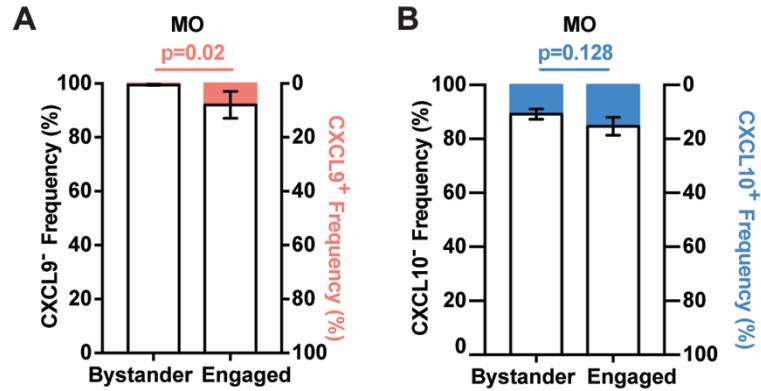 A
MO
p=0.02
CXCL9⁻ Frequency (%)
100
80
60
40
20
0
0
20
40
60
80
100
CXCL9⁺ Frequency (%)
Bystander Engaged
B
MO
p=0.128
CXCL10⁻ Frequency (%)
100
80
60
40
20
0
0
20
40
60
80
100
CXCL10⁺ Frequency (%)
Bystander Engaged